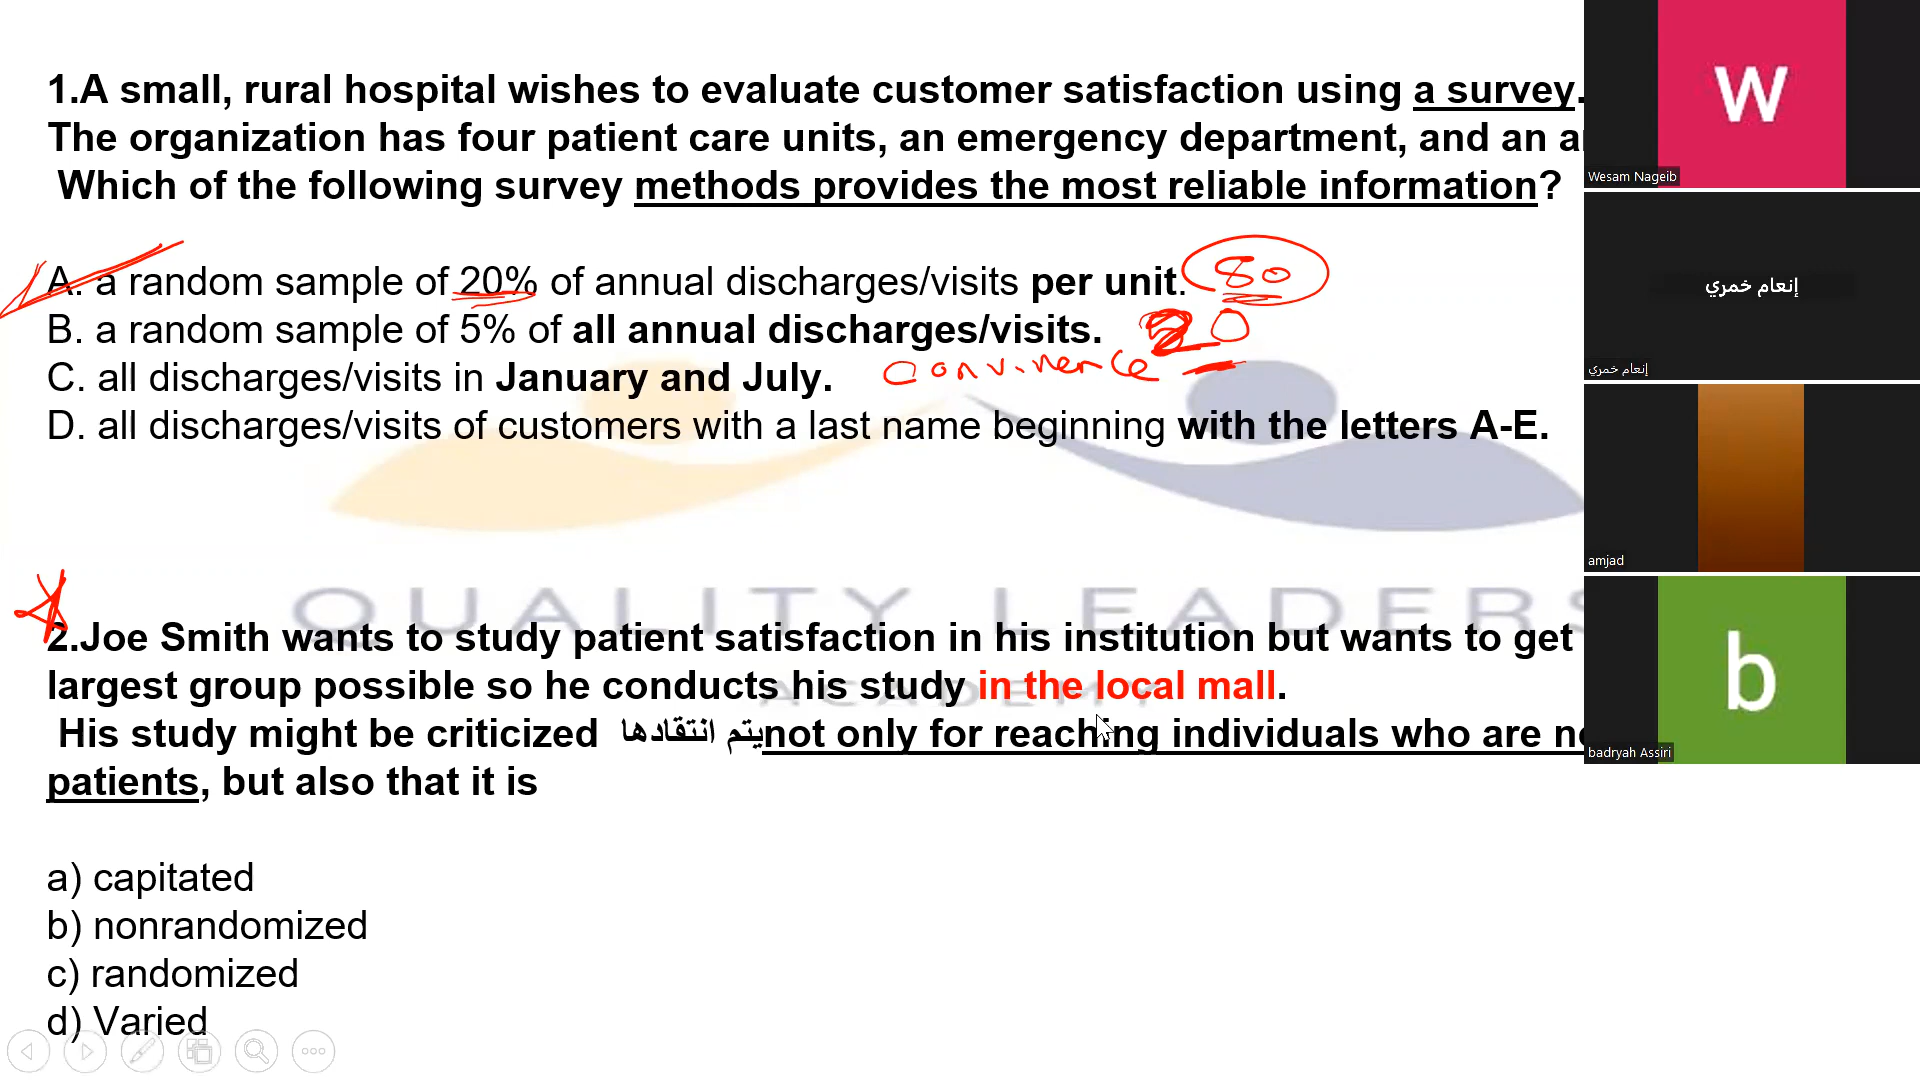 1.A small, rural hospital wishes to evaluate customer satisfaction using a survey.
The organization has four patient care units, an emergency department, and an
Which of the following survey methods provides the most reliable information?
A. a random sample of 20% of annual discharges/visits per unit. 80
B. a random sample of 5% of all annual discharges/visits. 20
C. all discharges/visits in January and July. Convinence
D. all discharges/visits of customers with a last name beginning with the letters A-E.
QUALITY LEADERS
ACADEMY
2.Joe Smith wants to study patient satisfaction in his institution but wants to get
largest group possible so he conducts his study in the local mall.
His study might be criticized يتم انتقادها not only for reaching individuals who are
patients, but also that it is
a) capitated
b) nonrandomized
c) randomized
d) Varied
W
Wesam Nageib
إنعام خمري
إنعام خمري
amjad
b
badryah Assiri